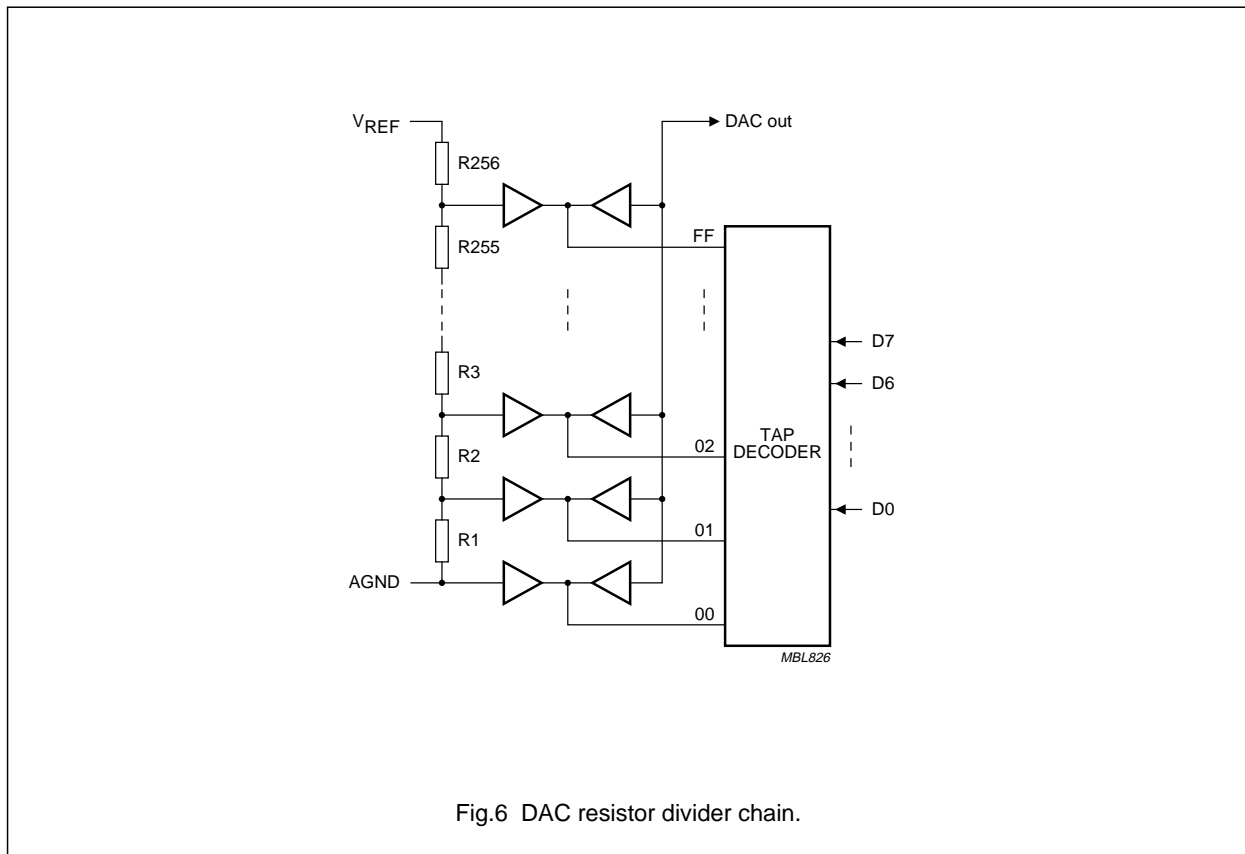 V_REF
DAC out
R256
R255
FF
D7
R3
D6
02
TAP
DECODER
R2
D0
01
R1
AGND
00
MBL826
Fig.6 DAC resistor divider chain.